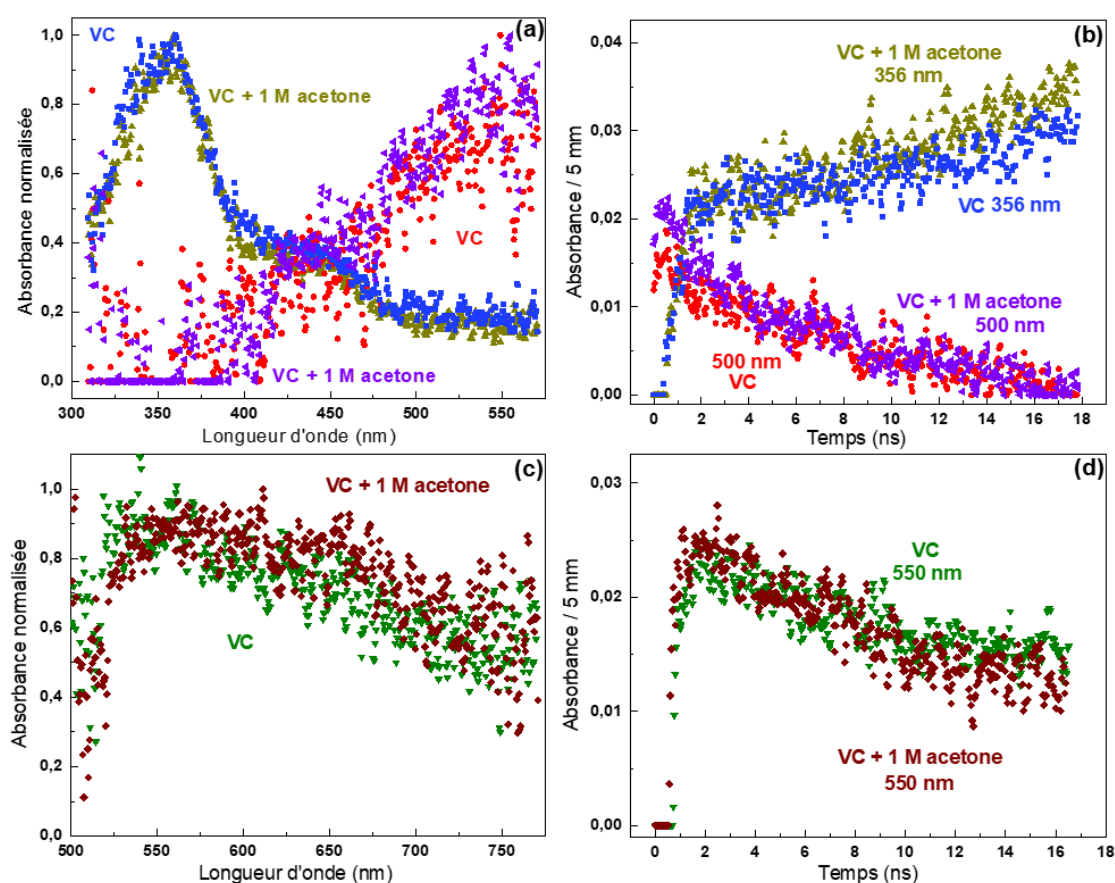 (a)
VC
VC + 1 M acetone
VC
VC + 1 M acetone
Absorbance normalisée
1,0
0,8
0,6
0,4
0,2
0,0
300 350 400 450 500 550
Longueur d'onde (nm)
(b)
VC + 1 M acetone
356 nm
VC 356 nm
VC + 1 M acetone
500 nm
500 nm
VC
Absorbance / 5 mm
0,04
0,03
0,02
0,01
0,00
0 2 4 6 8 10 12 14 16 18
Temps (ns)
(c)
VC + 1 M acetone
VC
Absorbance normalisée
1,0
0,8
0,6
0,4
0,2
0,0
500 550 600 650 700 750
Longueur d'onde (nm)
(d)
VC
550 nm
VC + 1 M acetone
550 nm
Absorbance / 5 mm
0,03
0,02
0,01
0,00
0 2 4 6 8 10 12 14 16 18
Temps (ns)